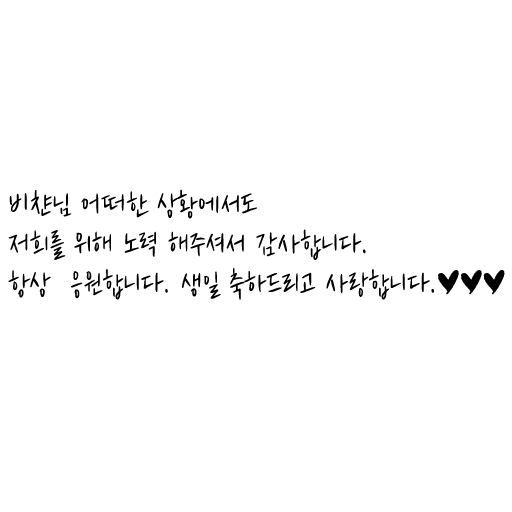 비챤님 어떠한 상황에서도
저희를 위해 노력 해주셔서 감사합니다.
항상 응원합니다. 생일 축하드리고 사랑합니다.♥♥♥